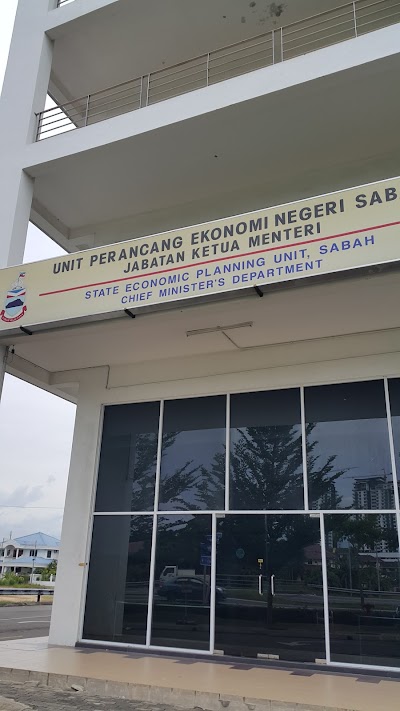 UNIT PERANCANG EKONOMI NEGERI SAB
JABATAN KETUA MENTERI
STATE ECONOMIC PLANNING UNIT, SABAH
CHIEF MINISTER'S DEPARTMENT